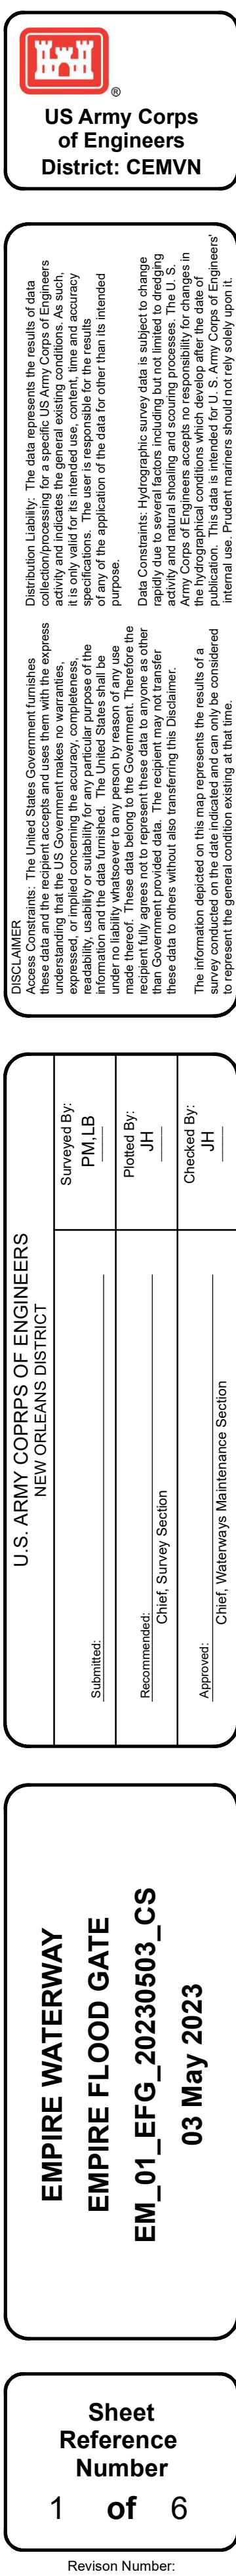 ®
US Army Corps
of Engineers
District: CEMVN
DISCLAIMER
Access Constraints: The United States Government furnishes
these data and the recipient accepts and uses them with the express
understanding that the US Government makes no warranties,
expressed, or implied concerning the accuracy, completeness,
readability, usability or suitability for any particular purpose of the
information and the data furnished. The United States shall be
under no liability whatsoever to any person by reason of any use
made thereof. These data belong to the Government. Therefore the
recipient fully agrees not to represent these data to anyone as other
than Government provided data. The recipient may not transfer
these data to others without also transferring this Disclaimer.
The information depicted on this map represents the results of a
survey conducted on the date indicated and can only be considered
to represent the general condition existing at that time.
Distribution Liability: The data represents the results of data
collection/processing for a specific US Army Corps of Engineers
activity and indicates the general existing conditions. As such,
it is only valid for its intended use, content, time and accuracy
specifications. The user is responsible for the results
of any of the application of the data for other than its intended
purpose.
Data Constraints: Hydrographic survey data is subject to change
rapidly due to several factors including but not limited to dredging
activity and natural shoaling and scouring processes. The U. S.
Army Corps of Engineers accepts no responsibility for changes in
the hydrographical conditions which develop after the date of
publication. This data is intended for U. S. Army Corps of Engineers'
internal use. Prudent mariners should not rely solely upon it.
U.S. ARMY COPRPS OF ENGINEERS
NEW ORLEANS DISTRICT
Submitted:
Surveyed By:
PM,LB
Recommended:
Chief, Survey Section
Plotted By:
JH
Approved:
Chief, Waterways Maintenance Section
Checked By:
JH
EMPIRE WATERWAY
EMPIRE FLOOD GATE
EM_01_EFG_20230503_CS
03 May 2023
Sheet
Reference
Number
1 of 6
Revison Number: